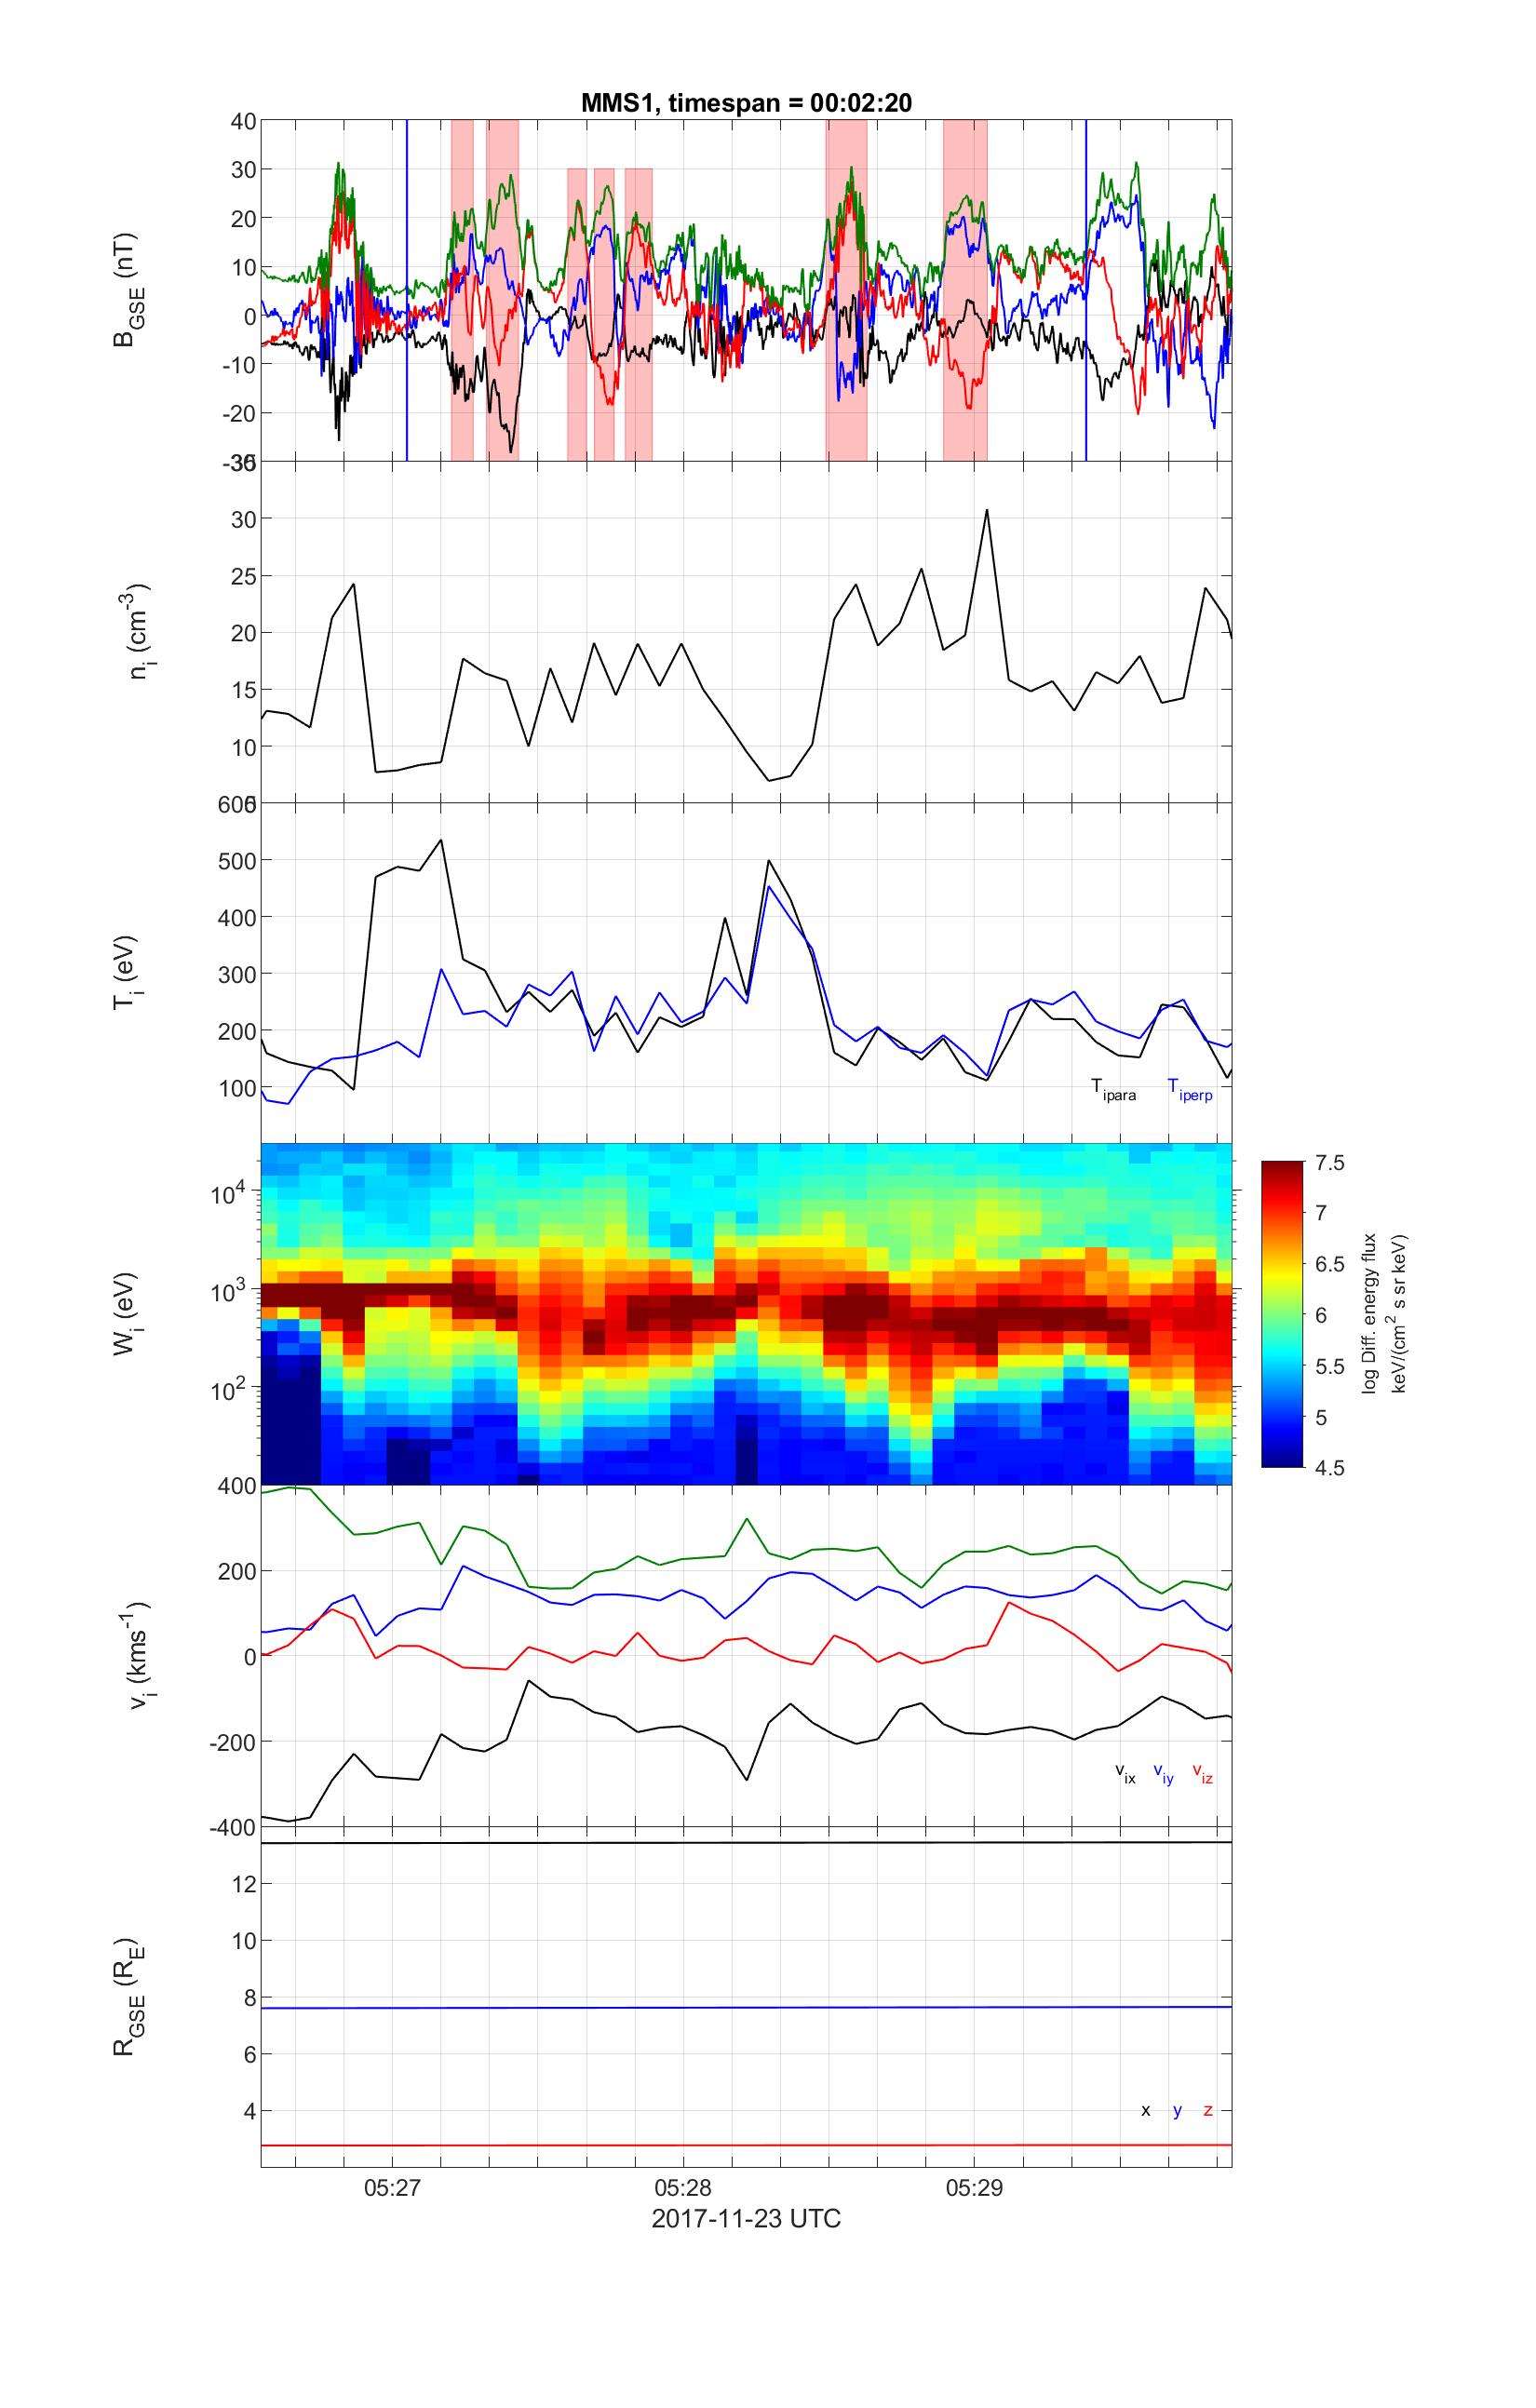 MMS1, timespan = 00:02:20
40
30
20
10
0
-10
-20
-30
B_GSE (nT)
35
30
25
20
15
10
5
n_i (cm^-3)
600
500
400
300
200
100
T_i (eV)
T_ipara T_iperp
10^4
10^3
10^2
W_i (eV)
7.5
7
6.5
6
5.5
5
4.5
log Diff. energy flux
keV/(cm^2 s sr keV)
400
200
0
-200
-400
v_i (kms^-1)
v_ix v_iy v_iz
12
10
8
6
4
R_GSE (R_E)
x y z
05:27 05:28 05:29
2017-11-23 UTC